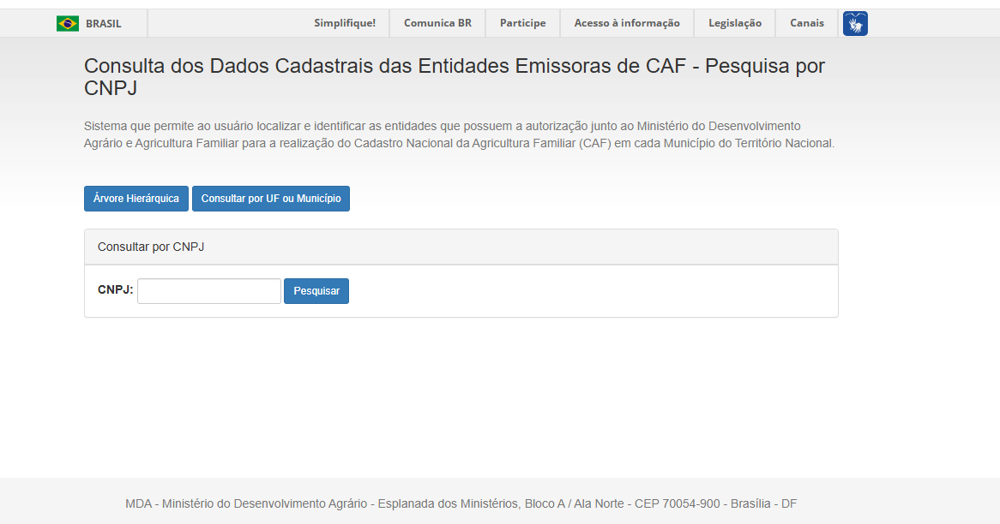 BRASIL
Simplifique!
Comunica BR
Participe
Acesso à informação
Legislação
Canais
Consulta dos Dados Cadastrais das Entidades Emissoras de CAF - Pesquisa por
CNPJ
Sistema que permite ao usuário localizar e identificar as entidades que possuem a autorização junto ao Ministério do Desenvolvimento
Agrário e Agricultura Familiar para a realização do Cadastro Nacional da Agricultura Familiar (CAF) em cada Município do Território Nacional.
Árvore Hierárquica
Consultar por UF ou Município
Consultar por CNPJ
CNPJ:
Pesquisar
MDA - Ministério do Desenvolvimento Agrário - Esplanada dos Ministérios, Bloco A / Ala Norte - CEP 70054-900 - Brasília - DF